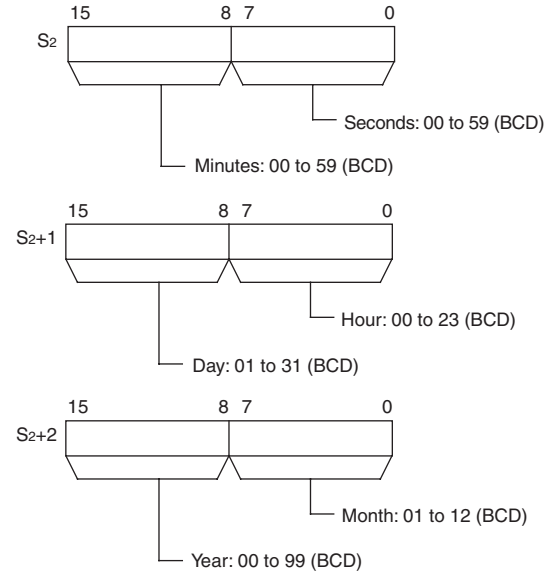 15 8 7 0
S2
Seconds: 00 to 59 (BCD)
Minutes: 00 to 59 (BCD)
15 8 7 0
S2+1
Hour: 00 to 23 (BCD)
Day: 01 to 31 (BCD)
15 8 7 0
S2+2
Month: 01 to 12 (BCD)
Year: 00 to 99 (BCD)